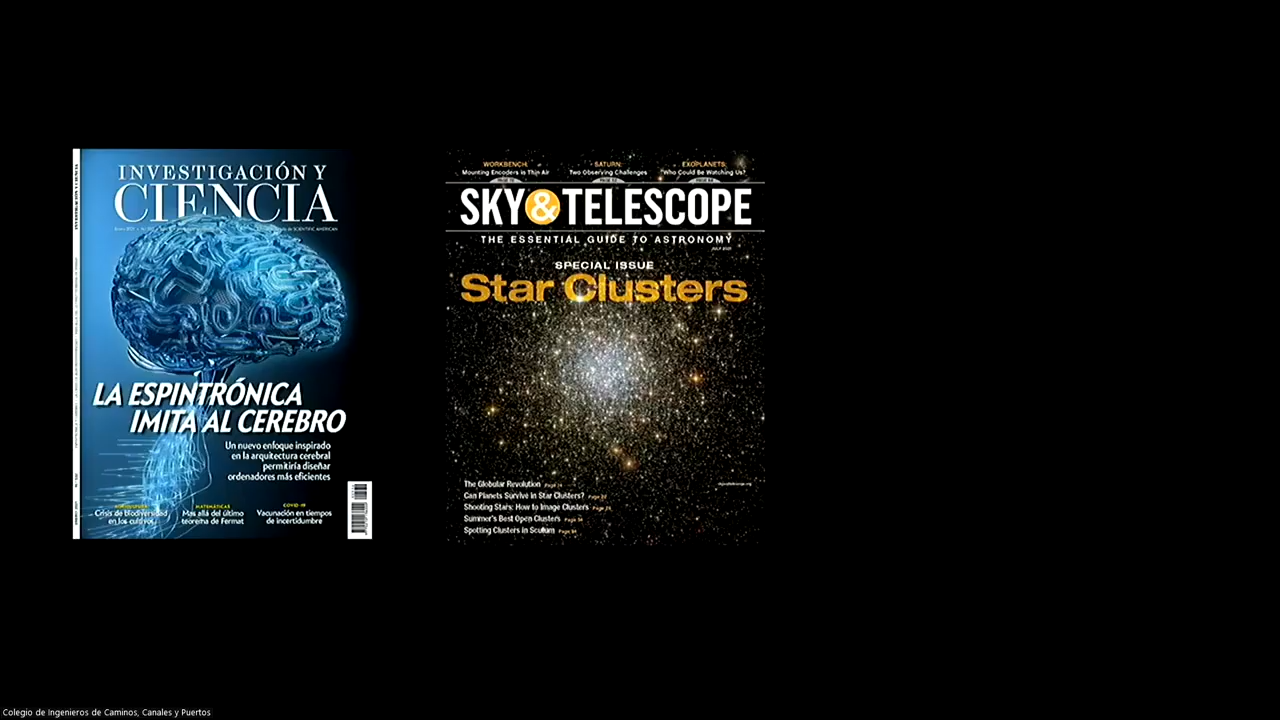 INVESTIGACIÓN Y
CIENCIA
LA ESPINTRÓNICA
IMITA AL CEREBRO
Un nuevo enfoque inspirado
en la arquitectura cerebral
permitiría diseñar
ordenadores más eficientes
Crisis de biodiversidad
en los cultivos
MATEMÁTICAS
Mas allá del último
teorema de Fermat
COVID-19
Vacunación en tiempos
de incertidumbre
WORKBENCH:
Mounting Encoders is Thin Air
SATURN:
Two Observing Challenges
EXOPLANETS:
Who Could Be Watching Us?
SKY&TELESCOPE
THE ESSENTIAL GUIDE TO ASTRONOMY
SPECIAL ISSUE
Star Clusters
The Globular Revolution
Can Planets Survive in Star Clusters?
Shooting Stars: How to Image Clusters
Summer's Best Open Clusters
Spotting Clusters in Scutum
Colegio de Ingenieros de Caminos, Canales y Puertos